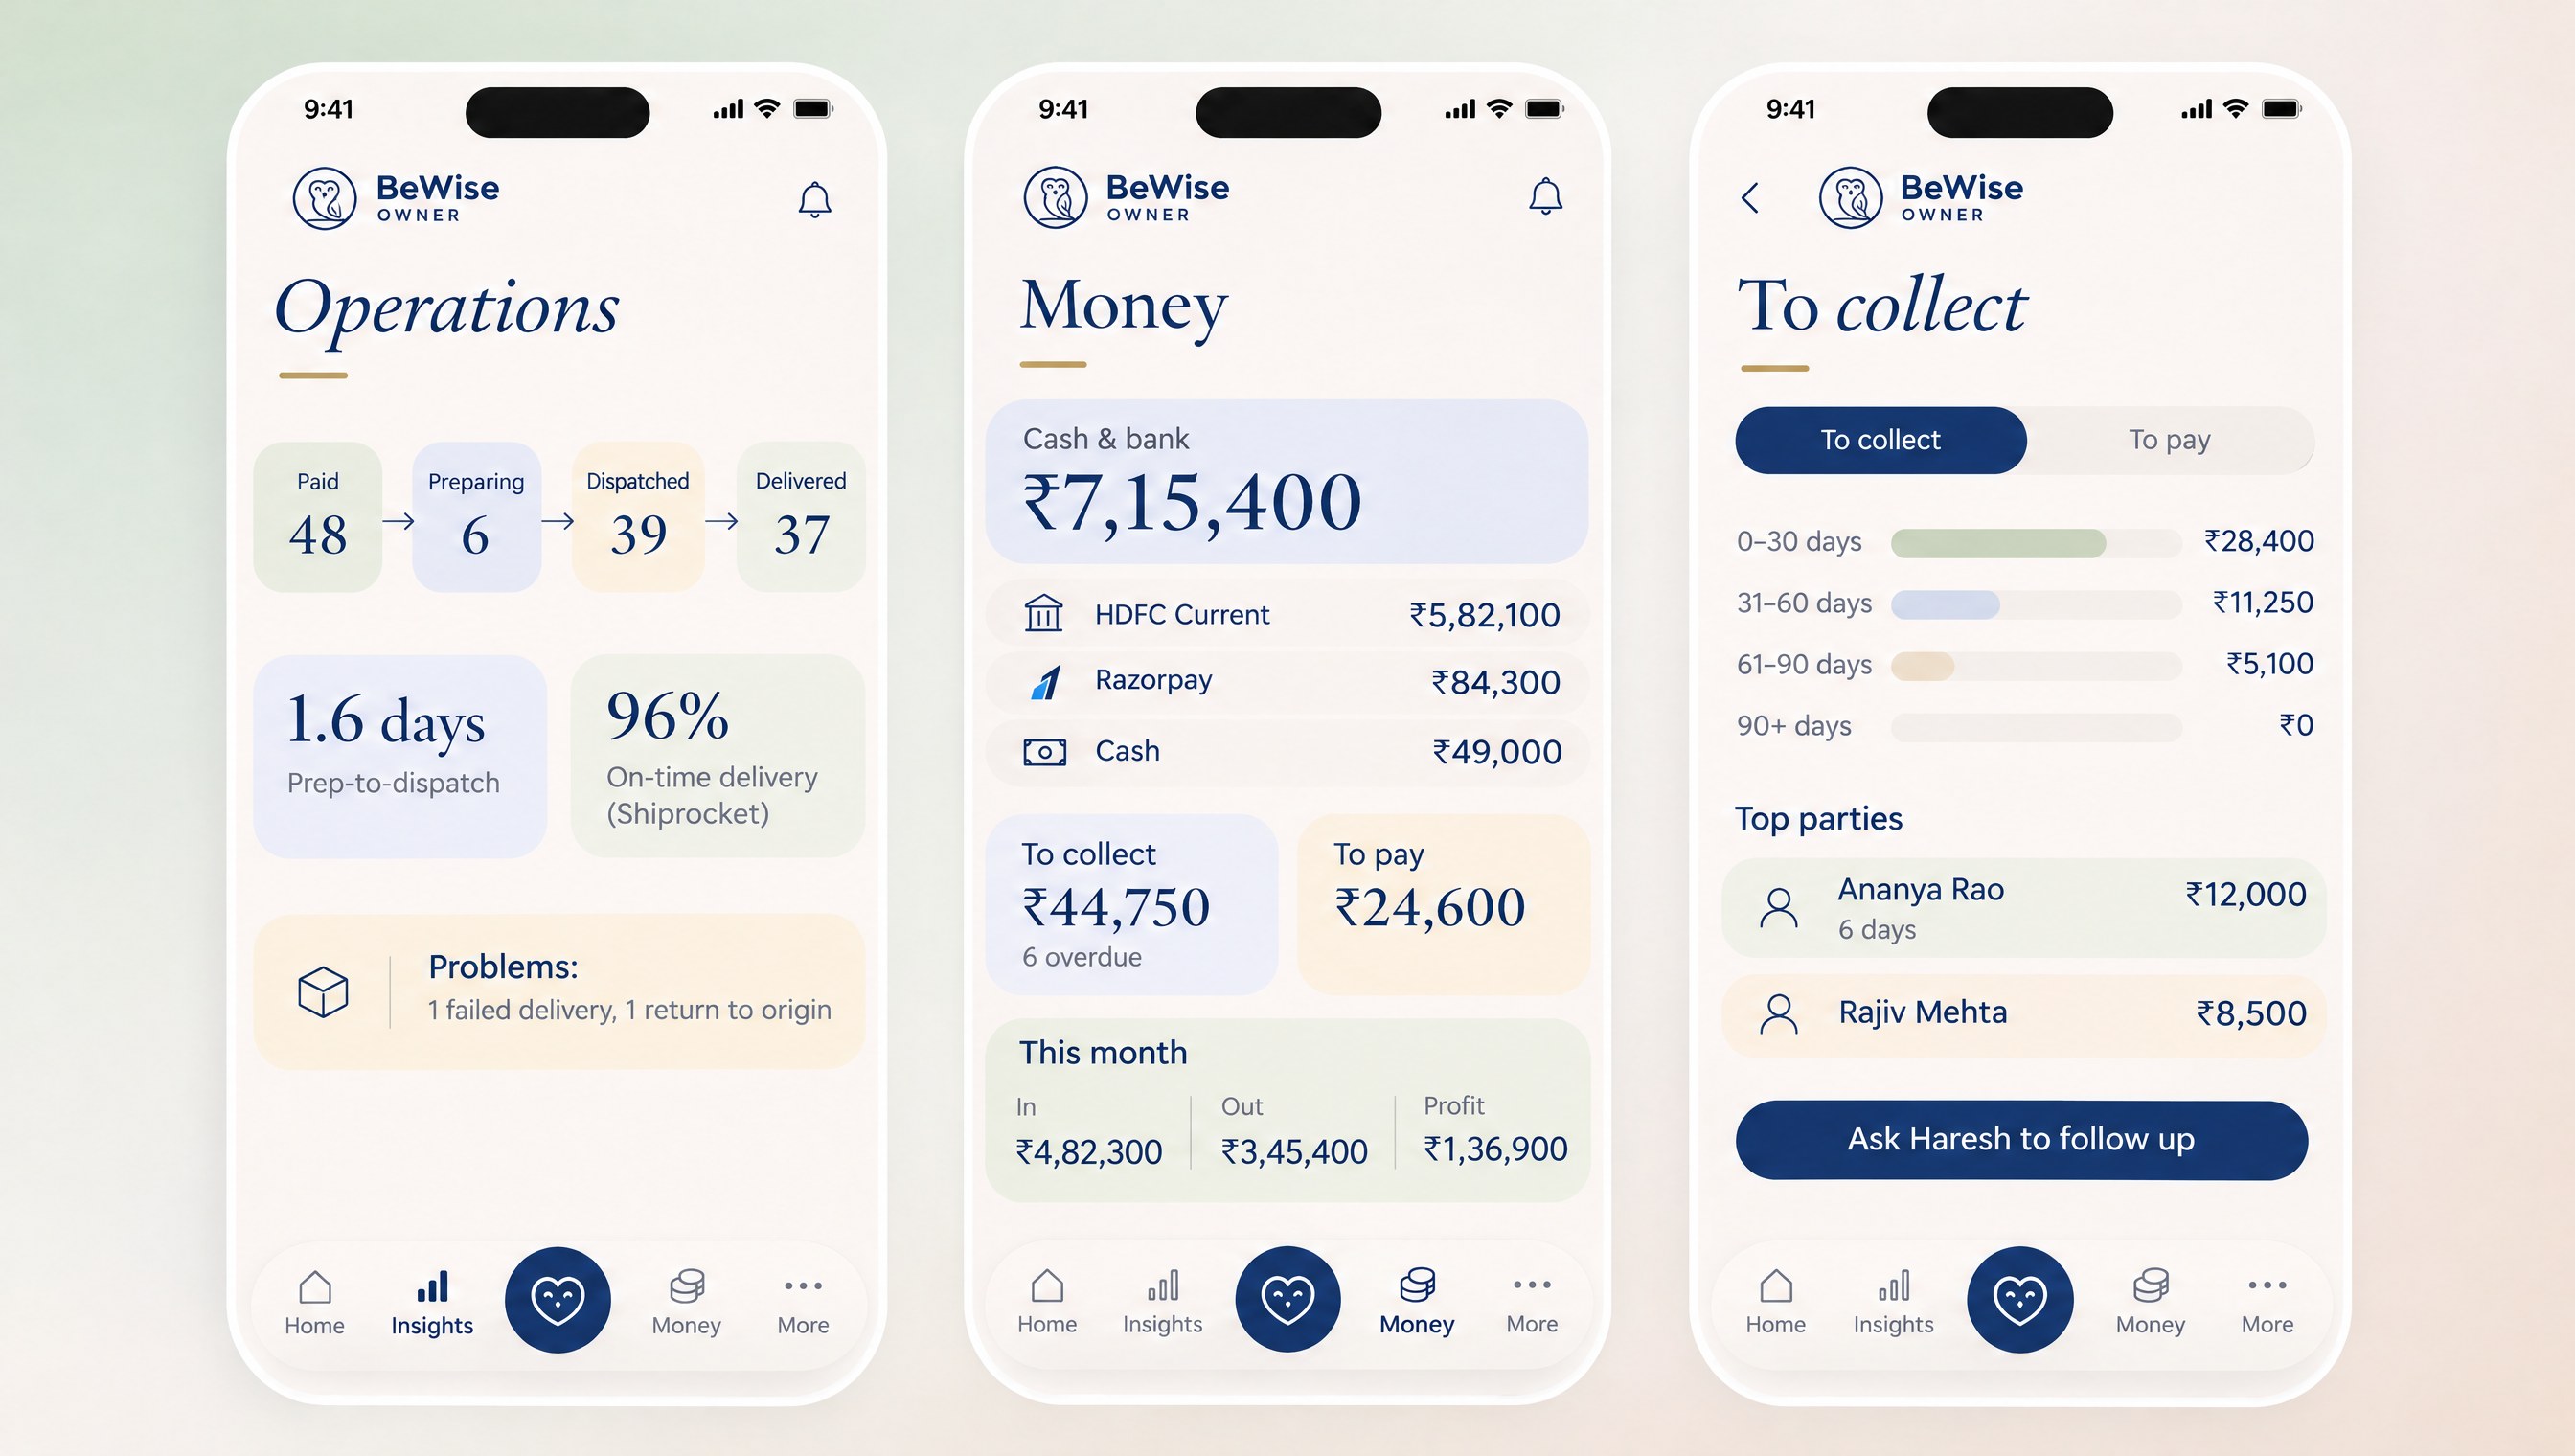 9:41
BeWise
OWNER
Operations
Paid
48
Preparing
6
Dispatched
39
Delivered
37
1.6 days
Prep-to-dispatch
96%
On-time delivery
(Shiprocket)
Problems:
1 failed delivery, 1 return to origin
Home
Insights
Money
More
9:41
BeWise
OWNER
Money
Cash & bank
₹7,15,400
HDFC Current ₹5,82,100
Razorpay ₹84,300
Cash ₹49,000
To collect
₹44,750
6 overdue
To pay
₹24,600
This month
In
₹4,82,300
Out
₹3,45,400
Profit
₹1,36,900
Home
Insights
Money
More
9:41
BeWise
OWNER
To collect
To collect
To pay
0–30 days ₹28,400
31–60 days ₹11,250
61–90 days ₹5,100
90+ days ₹0
Top parties
Ananya Rao ₹12,000
6 days
Rajiv Mehta ₹8,500
Ask Haresh to follow up
Home
Insights
Money
More